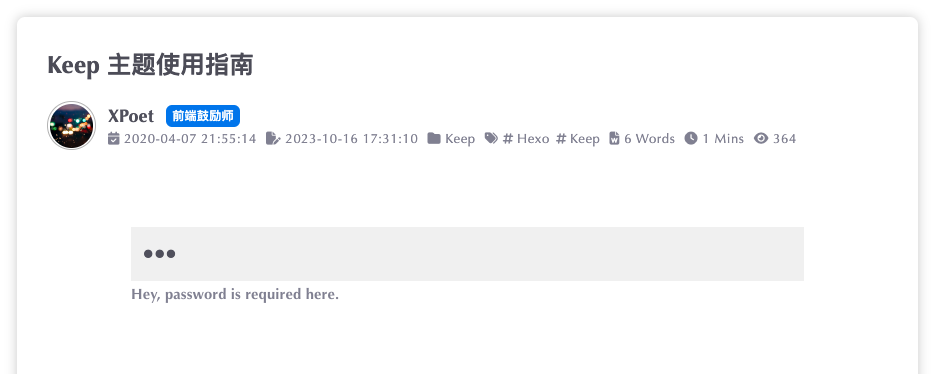 Keep 主题使用指南
XPoet 前端鼓励师
2020-04-07 21:55:14 2023-10-16 17:31:10 Keep # Hexo # Keep 6 Words 1 Mins 364
●●●
Hey, password is required here.